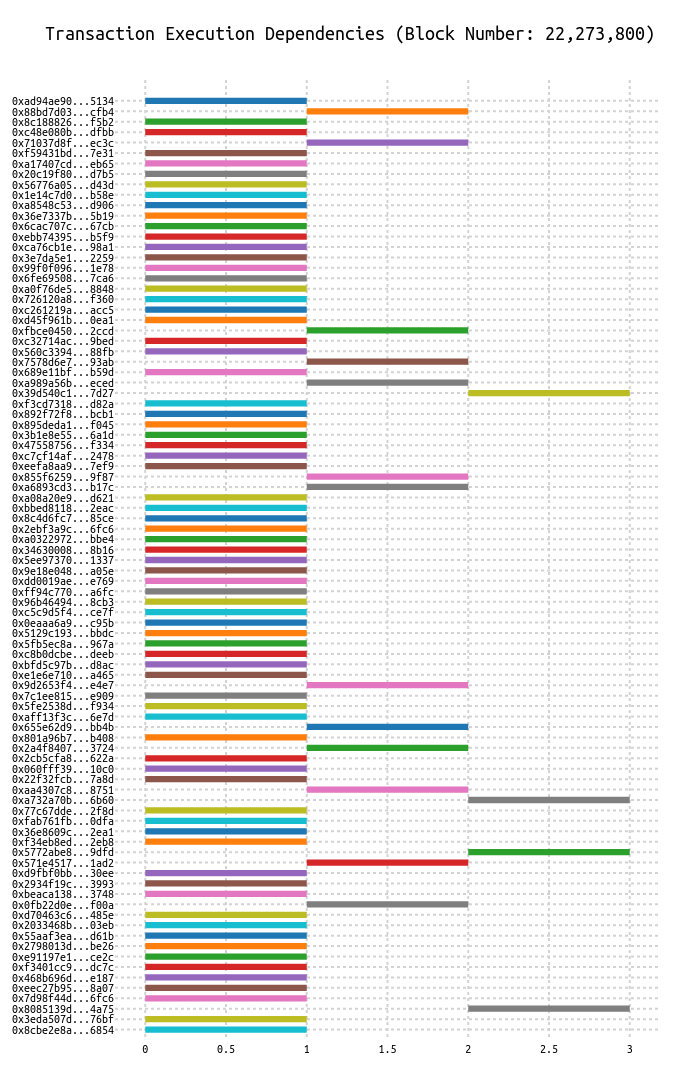 Transaction Execution Dependencies (Block Number: 22,273,800)
0xad94ae90...5134
0x88bd7d03...cfb4
0x8c188826...f5b2
0xc48e080b...dfbb
0x71037d8f...ec3c
0xf59431bd...7e31
0xa17407cd...eb65
0x20c19f80...d7b5
0x56776a05...d43d
0x1e14c7d0...b58e
0xa8548c53...d906
0x36e7337b...5b19
0x6cac707c...67cb
0xebb74395...b5f9
0xca76cb1e...98a1
0x3e7da5e1...2259
0x99f0f096...1e78
0x6fe69508...7ca6
0xa0f76de5...8848
0x726120a8...f360
0xc261219a...acc5
0xd45f961b...0ea1
0xfbce0450...2ccd
0xc32714ac...9bed
0x560c3394...88fb
0x7578d6e7...93ab
0x689e11bf...b59d
0xa989a56b...eced
0x39d540c1...7d27
0xf3cd7318...d82a
0x892f72f8...bcb1
0x895deda1...f045
0x3b1e8e55...6a1d
0x47558756...f334
0xc7cf14af...2478
0xeefa8aa9...7ef9
0x855f6259...9f87
0xa6893cd3...b17c
0xa08a20e9...d621
0xbbed8118...2eac
0x8c4d6fc7...85ce
0x2ebf3a9c...6fc6
0xa0322972...bbe4
0x34630008...8b16
0x5ee97370...1337
0x9e18e048...a05e
0xdd0019ae...e769
0xff94c770...a6fc
0x96b46494...8cb3
0xc5c9d5f4...ce7f
0x0eaaa6a9...c95b
0x5129c193...bbdc
0x5fb5ec8a...967a
0xc8b0dcbe...deeb
0xbfd5c97b...d8ac
0xe1e6e710...a465
0x9d2653f4...e4e7
0x7c1ee815...e909
0x5fe2538d...f934
0xaff13f3c...6e7d
0x655e62d9...bb4b
0x801a96b7...b408
0x2a4f8407...3724
0x2cb5cfa8...622a
0x060fff39...10c0
0x22f32fcb...7a8d
0xaa4307c8...8751
0xa732a70b...6b60
0x77c67dde...2f8d
0xfab761fb...0dfa
0x36e8609c...2ea1
0xf34eb8ed...2eb8
0x5772abe8...9dfd
0x571e4517...1ad2
0xd9fbf0bb...30ee
0x2934f19c...3993
0xbeaca138...3748
0x0fb22d0e...f00a
0xd70463c6...485e
0x2033468b...03eb
0x55aaf3ea...d61b
0x2798013d...be26
0xe91197e1...ce2c
0xf3401cc9...dc7c
0x468b696d...e187
0xeec27b95...8a07
0x7d98f44d...6fc6
0x8085139d...4a75
0x3eda507d...76bf
0x8cbe2e8a...6854
0 0.5 1 1.5 2 2.5 3